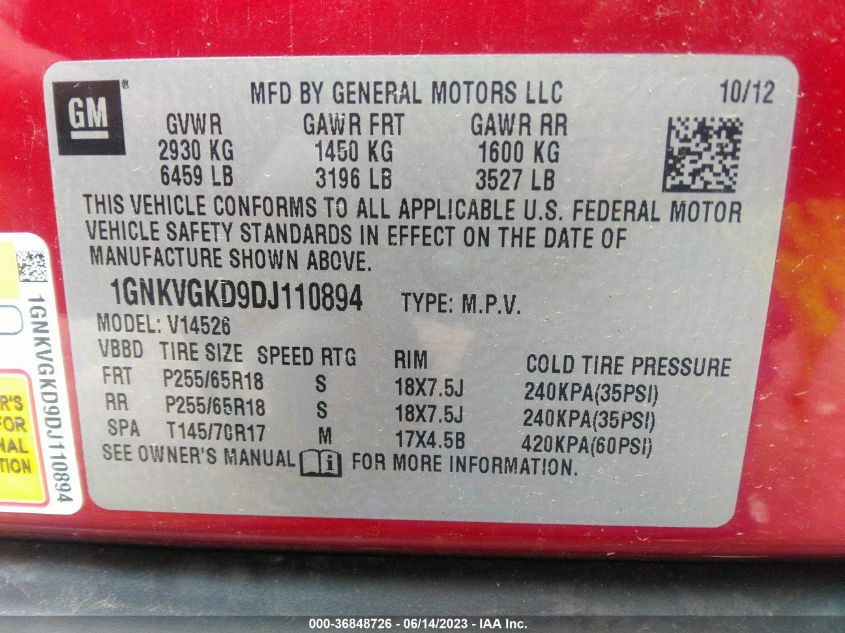 GM
®
MFD BY GENERAL MOTORS LLC 10/12
GVWR GAWR FRT GAWR RR
2930 KG 1450 KG 1600 KG
6459 LB 3196 LB 3527 LB
THIS VEHICLE CONFORMS TO ALL APPLICABLE U.S. FEDERAL MOTOR
VEHICLE SAFETY STANDARDS IN EFFECT ON THE DATE OF
MANUFACTURE SHOWN ABOVE.
1GNKVGKD9DJ110894 TYPE: M.P.V.
MODEL: V14526
VBBD TIRE SIZE SPEED RTG RIM COLD TIRE PRESSURE
FRT P255/65R18 S 18X7.5J 240KPA(35PSI)
RR P255/65R18 S 18X7.5J 240KPA(35PSI)
SPA T145/70R17 M 17X4.5B 420KPA(60PSI)
SEE OWNER'S MANUAL i FOR MORE INFORMATION.
1GNKVGKD9DJ110894
R'S
FOR
NAL
TION
000-36848726 - 06/14/2023 - IAA Inc.